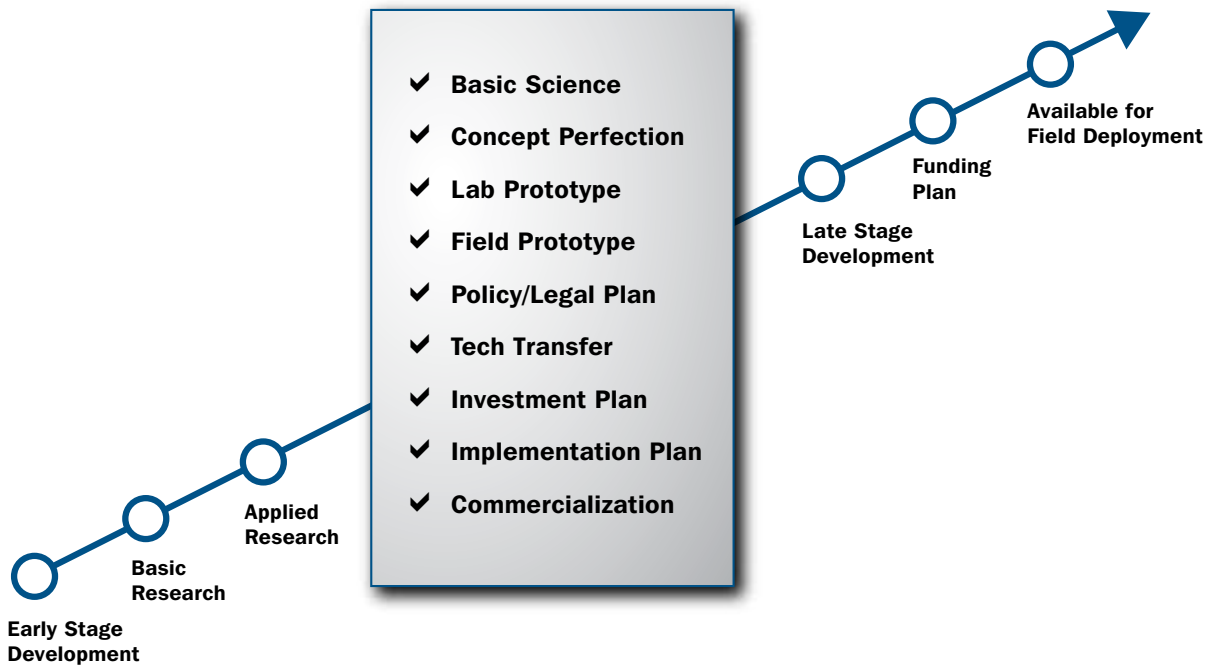 Basic Science
Concept Perfection
Lab Prototype
Field Prototype
Policy/Legal Plan
Tech Transfer
Investment Plan
Implementation Plan
Commercialization
Early Stage
Development
Basic
Research
Applied
Research
Late Stage
Development
Funding
Plan
Available for
Field Deployment